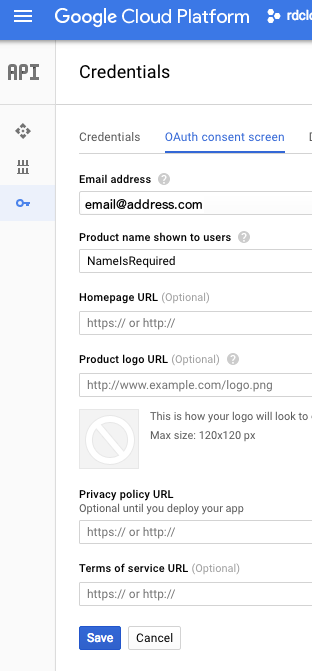 Google Cloud Platform
API
Credentials
Credentials OAuth consent screen
Email address
email@address.com
Product name shown to users
NameIsRequired
Homepage URL (Optional)
https:// or http://
Product logo URL (Optional)
http://www.example.com/logo.png
This is how your logo will look to
Max size: 120x120 px
Privacy policy URL
Optional until you deploy your app
https:// or http://
Terms of service URL (Optional)
https:// or http://
Save Cancel